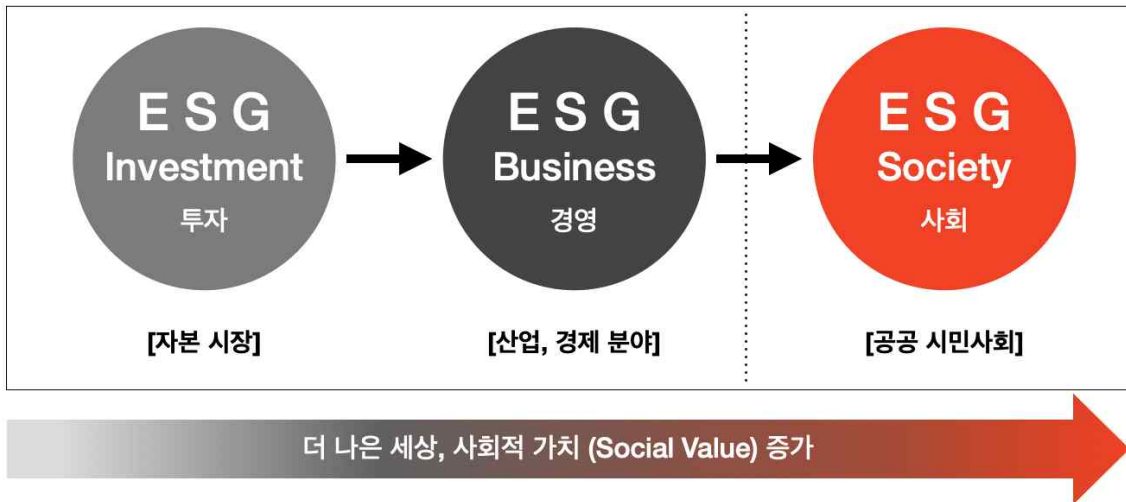 E S G
Investment
투자
[자본 시장]
E S G
Business
경영
[산업, 경제 분야]
E S G
Society
사회
[공공 시민사회]
더 나은 세상, 사회적 가치 (Social Value) 증가